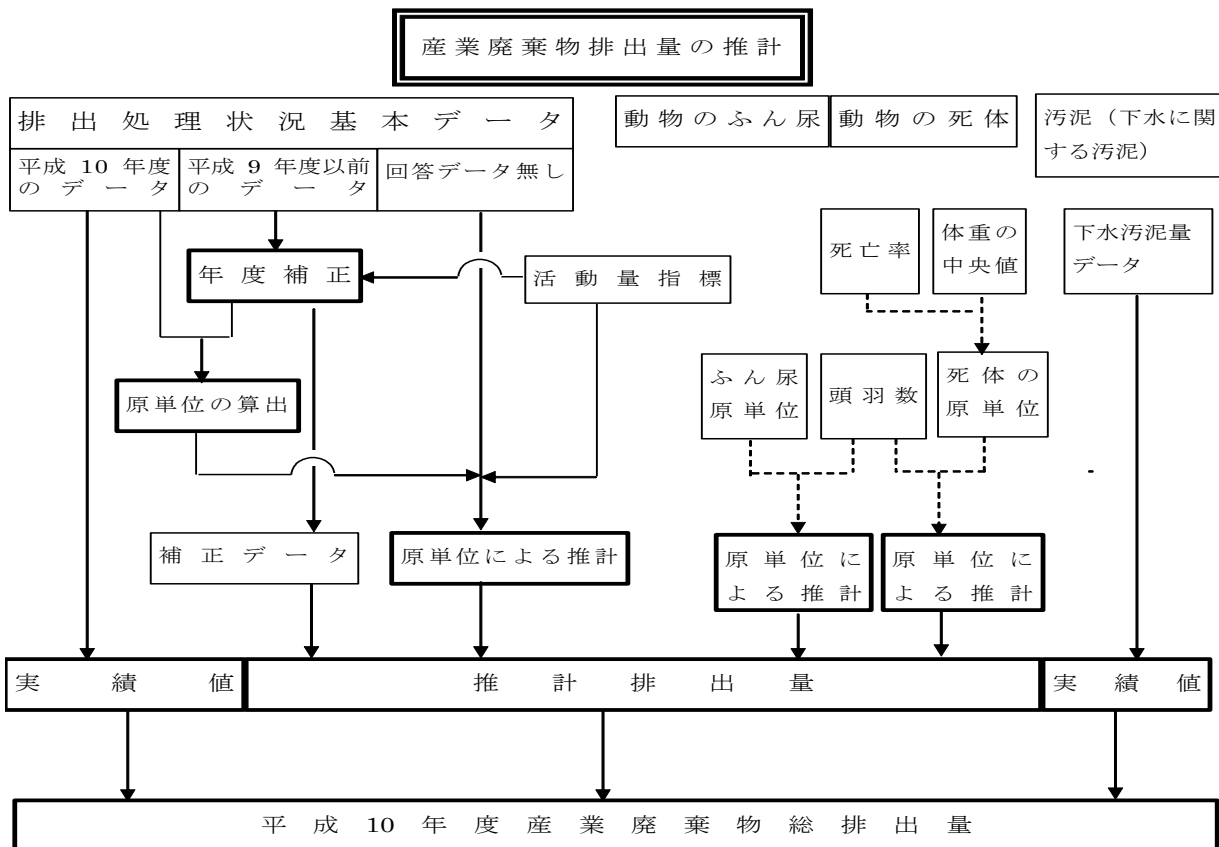 産業廃棄物排出量の推計
排出処理状況基本データ
平成10年度
のデータ
平成9年度以前
のデータ
回答データ無し
動物のふん尿
動物の死体
汚泥（下水に関
する汚泥）
死亡率
体重の
中央値
下水汚泥量
データ
年度補正
活動量指標
原単位の算出
ふん尿
原単位
頭羽数
死体の
原単位
補正データ
原単位による推計
原単位に
よる推計
原単位に
よる推計
実績値
推計排出量
実績値
平成10年度産業廃棄物総排出量